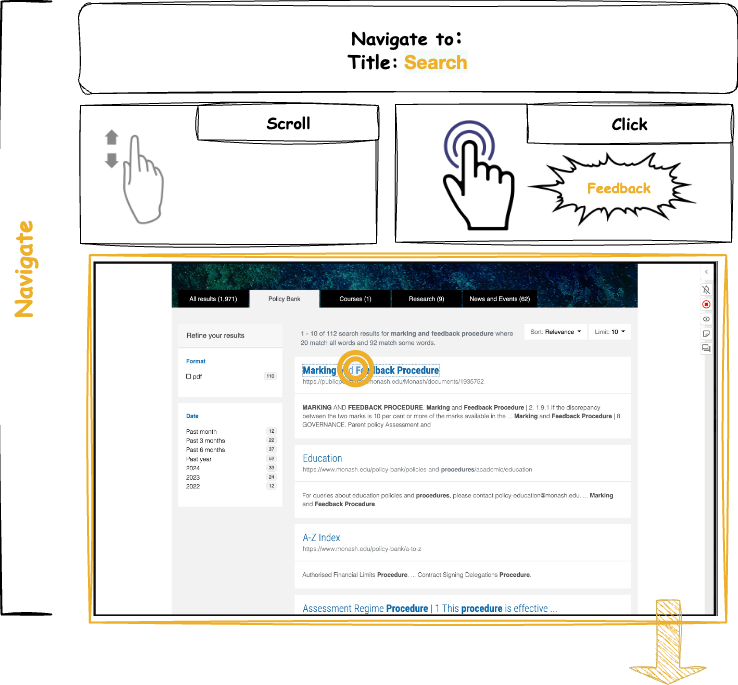 Navigate to:
Title: Search
Scroll
Click
Feedback
Navigate
All results (1,971)
Policy Bank
Courses (1)
Research (9)
News and Events (62)
Refine your results
Format
pdf
110
Date
Past month 12
Past 3 months 22
Past 6 months 37
Past year 52
2024 33
2023 24
2022 12
1 - 10 of 112 search results for marking and feedback procedure where
20 match all words and 92 match some words.
Sort: Relevance
Limit: 10
Marking and Feedback Procedure
monash.edu/Monash/documents/1935752
MARKING AND FEEDBACK PROCEDURE. Marking and Feedback Procedure | 2. 1.9.1 If the discrepancy
between the two marks is 10 per cent or more of the marks available in the ... Marking and Feedback Procedure | 8
GOVERNANCE. Parent policy Assessment and
Education
https://www.monash.edu/policy-bank/policies-and-procedures/academic/education
For queries about education policies and procedures, please contact policy-education@monash.edu.... Marking
and Feedback Procedure
A-Z Index
https://www.monash.edu/policy-bank/a-to-z
Authorised Financial Limits Procedure. ... Contract Signing Delegations Procedure.
Assessment Regime Procedure | 1 This procedure is effective ...